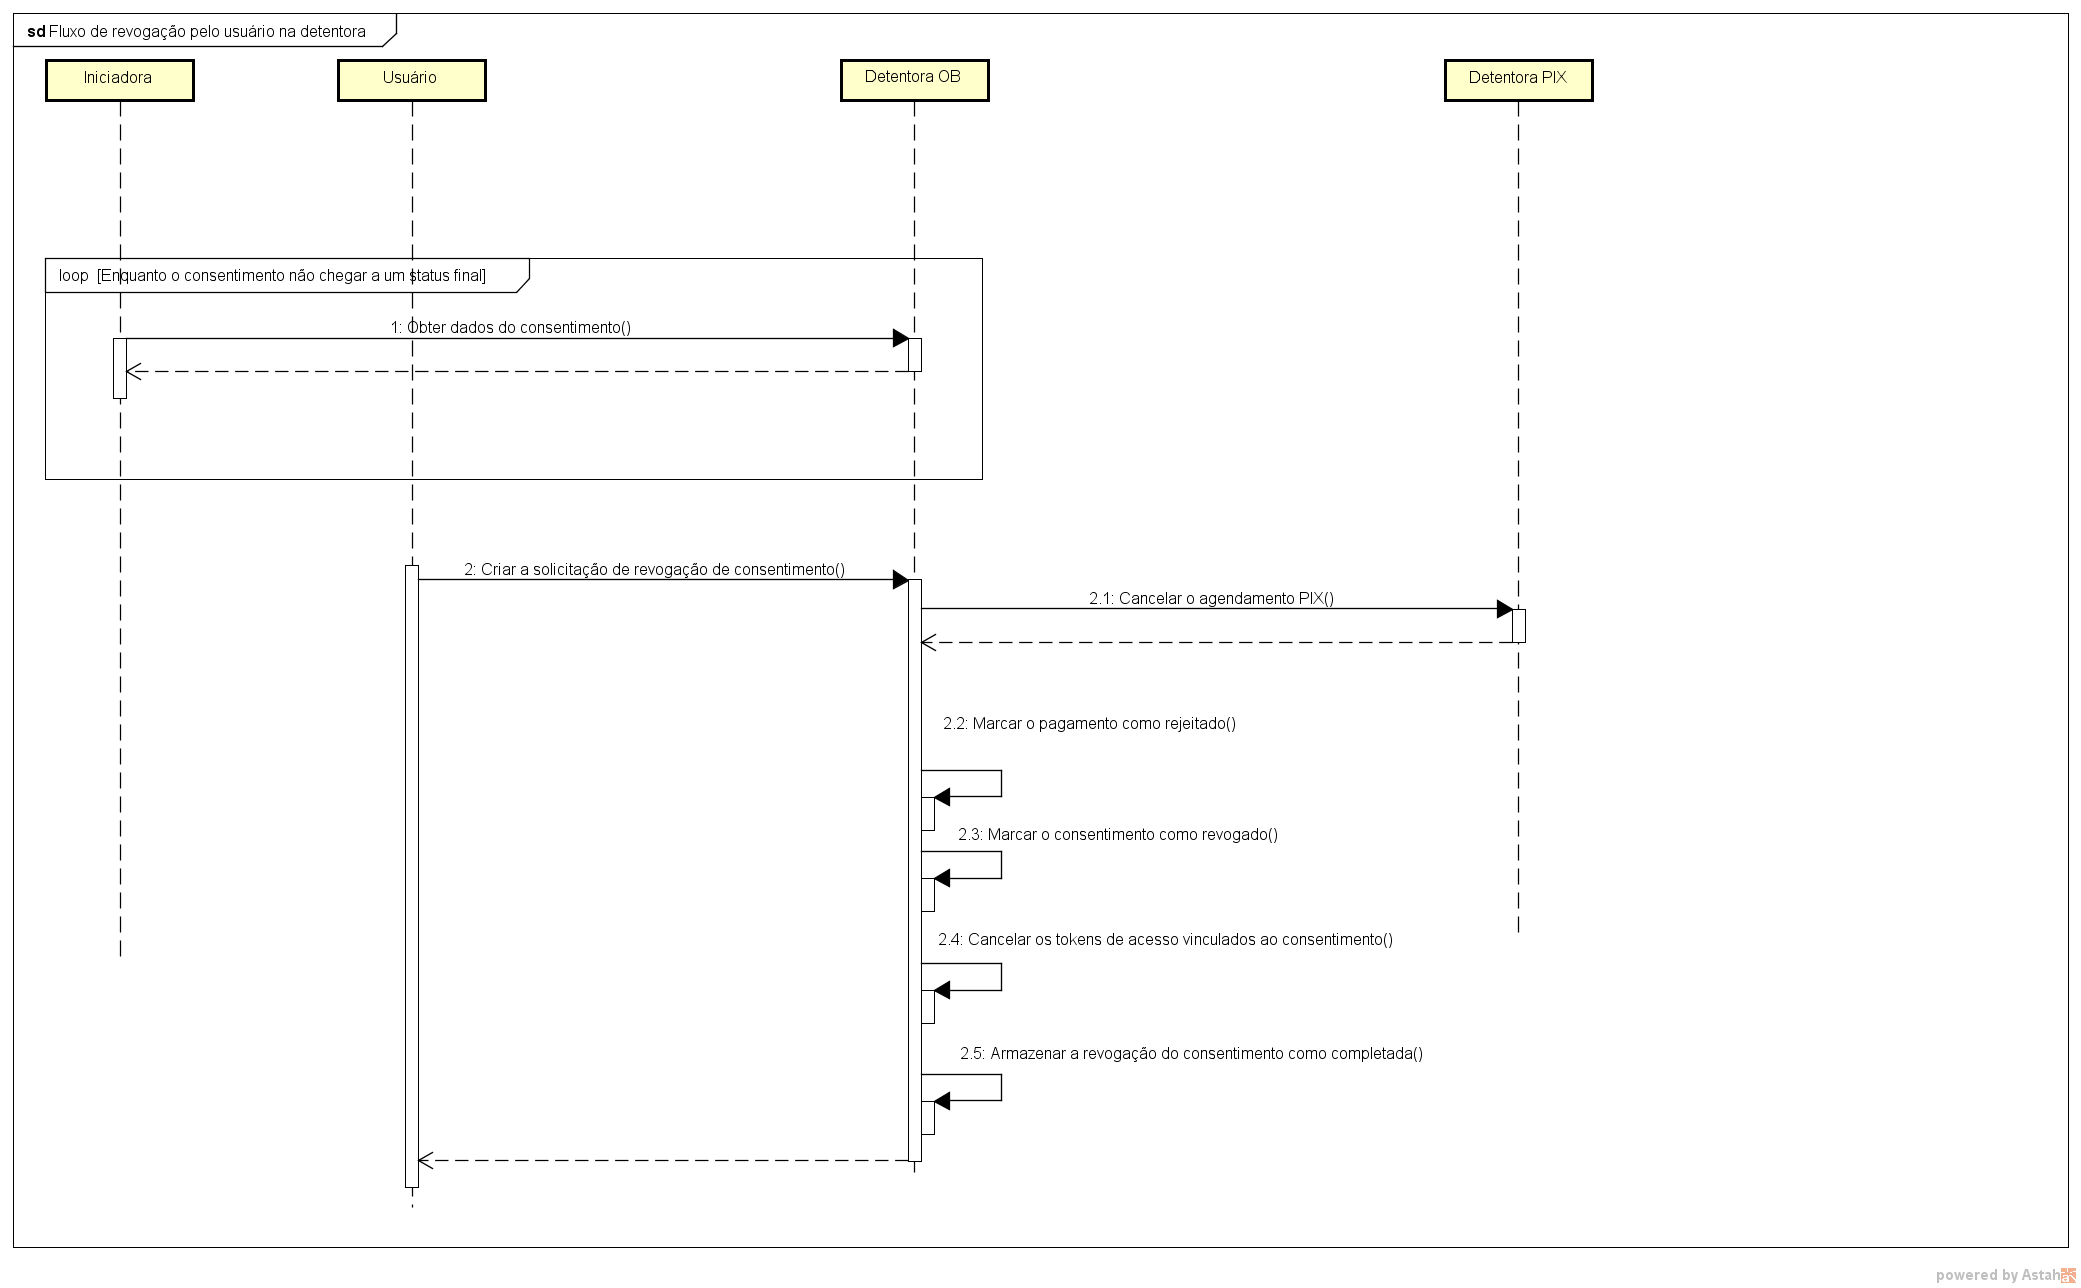 sd Fluxo de revogação pelo usuário na detentora
Iniciadora
Usuário
Detentora OB
Detentora PIX
loop [Enquanto o consentimento não chegar a um status final]
1: Obter dados do consentimento()
2: Criar a solicitação de revogação de consentimento()
2.1: Cancelar o agendamento PIX()
2.2: Marcar o pagamento como rejeitado()
2.3: Marcar o consentimento como revogado()
2.4: Cancelar os tokens de acesso vinculados ao consentimento()
2.5: Armazenar a revogação do consentimento como completada()
powered by Astah